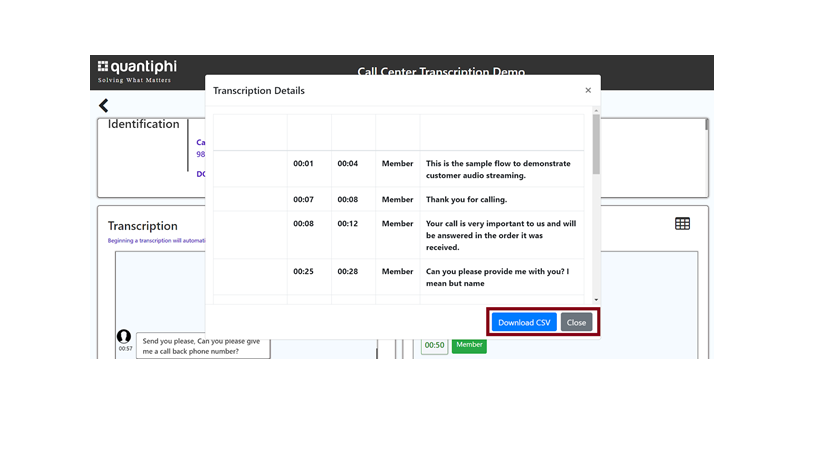 quantiphi
Solving What Matters
Call Center Transcription Demo
Transcription Details
×
Identification
Ca
98
DO
00:01 00:04 Member This is the sample flow to demonstrate
customer audio streaming.
00:07 00:08 Member Thank you for calling.
00:08 00:12 Member Your call is very important to us and will
be answered in the order it was
received.
00:25 00:28 Member Can you please provide me with you? I
mean but name
Transcription
Beginning a transcription will automati
Download CSV Close
Send you please, Can you please give
me a call back phone number?
00:57
00:50 Member